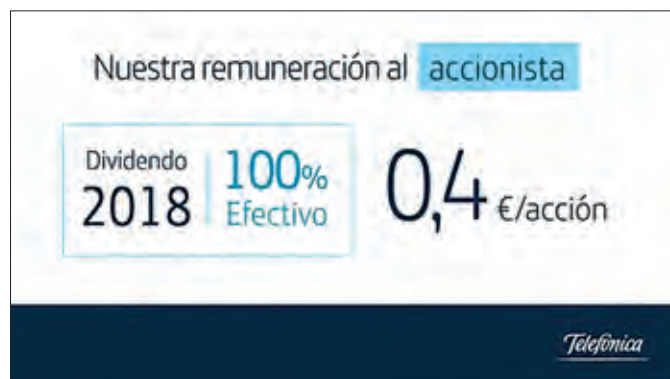 Nuestra remuneración al accionista
Dividendo
2018
100%
Efectivo
0,4 €/acción
Telefónica